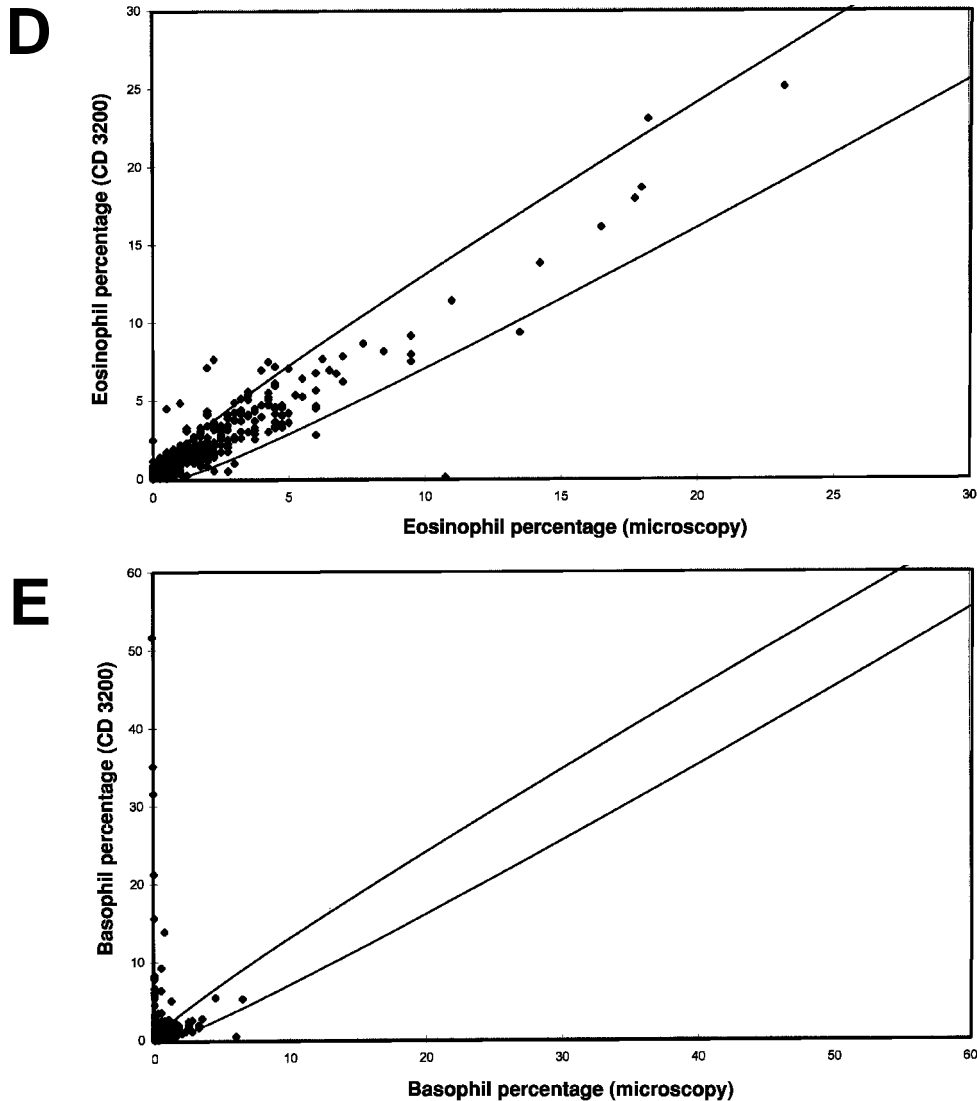 D
30
25
20
15
10
5
0
Eosinophil percentage (CD 3200)
0 5 10 15 20 25 30
Eosinophil percentage (microscopy)
E
60
50
40
30
20
10
0
Basophil percentage (CD 3200)
0 10 20 30 40 50 60
Basophil percentage (microscopy)